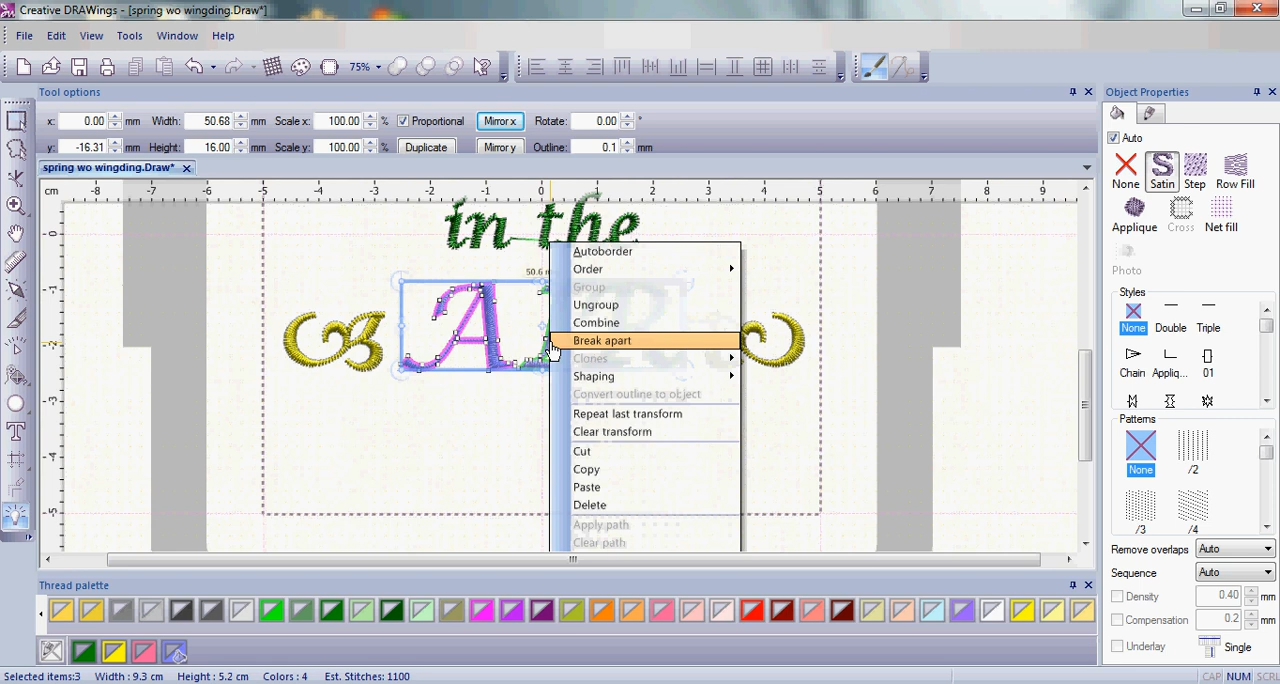 Creative DRAWings - [spring wo wingding.Draw*]
File Edit View Tools Window Help
75%
Tool options
x: 0.00 mm Width: 50.68 mm Scale x: 100.00 % Proportional Mirror x Rotate: 0.00 °
y: -16.31 mm Height: 16.00 mm Scale y: 100.00 % Duplicate Mirror y Outline: 0.1 mm
spring wo wingding.Draw*
cm -8 -7 -6 -5 -4 -3 -2 -1 0 1 2 3 4 5 6 7 8 9
0
-1
-2
-3
-4
-5
in the
50.6 m
A
Autoborder
Order
Group
Ungroup
Combine
Break apart
Clones
Shaping
Convert outline to object
Repeat last transform
Clear transform
Cut
Copy
Paste
Delete
Apply path
Clear path
Object Properties
Auto
None Satin Step Row Fill
Applique Cross Net fill
Photo
Styles
None Double Triple
Chain Appliq... 01
Patterns
None /2
/3 /4
Remove overlaps Auto
Sequence Auto
Density 0.40 mm
Compensation 0.2 mm
Underlay Single
Thread palette
Selected items:3 Width : 9.3 cm Height : 5.2 cm Colors : 4 Est. Stitches: 1100 CAP NUM SCRL